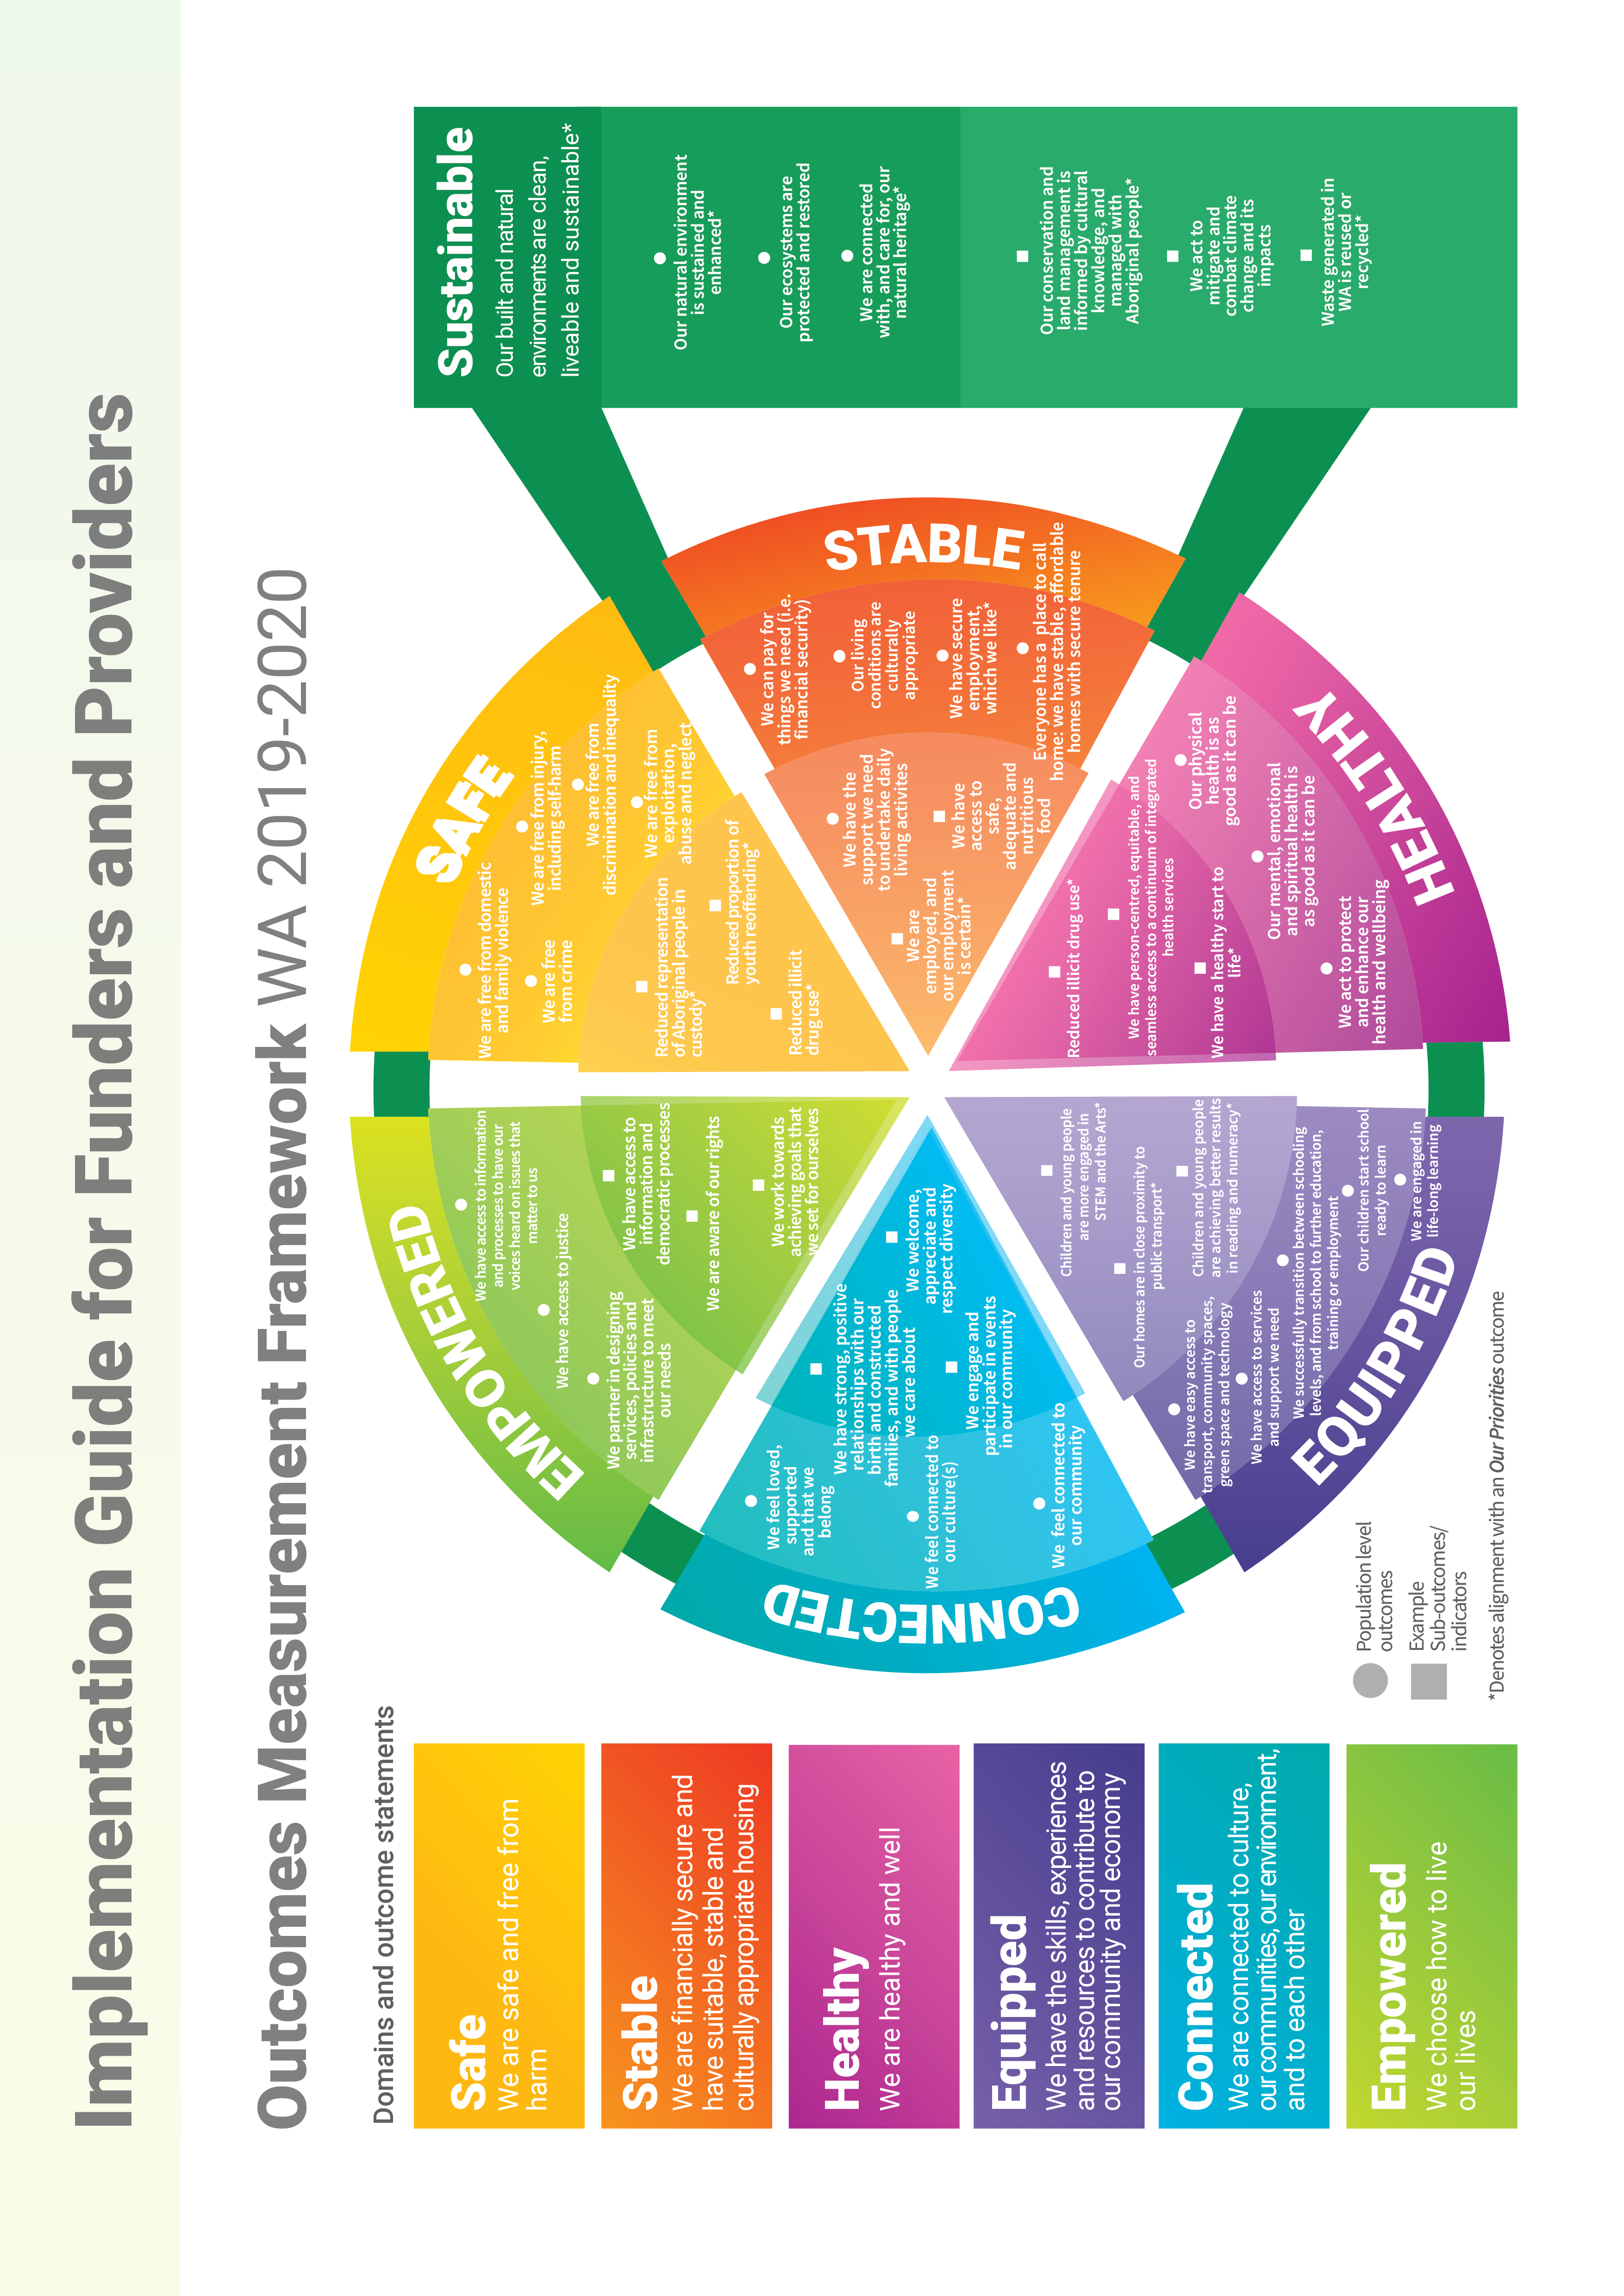 Implementation Guide for Funders and Providers
Outcomes Measurement Framework WA 2019-2020
Domains and outcome statements
Safe
We are safe and free from
harm
Stable
We are financially secure and
have suitable, stable and
culturally appropriate housing
Healthy
We are healthy and well
Equipped
We have the skills, experiences
and resources to contribute to
our community and economy
Connected
We are connected to culture,
our communities, our environment,
and to each other
Empowered
We choose how to live
our lives
EMPOWERED
We have access to information
and processes to have our
voices heard on issues that
matter to us
We have access to justice
We partner in designing
services, policies and
infrastructure to meet
our needs
We have access to
information and
democratic processes
We are aware of our rights
We work towards
achieving goals that
we set for ourselves
SAFE
We are free from domestic
and family violence
We are free
from crime
We are free from injury,
including self-harm
We are free from
discrimination and inequality
We are free from
exploitation,
abuse and neglect
Reduced representation
of Aboriginal people in
custody*
Reduced proportion of
youth reoffending*
Reduced illicit
drug use*
STABLE
We can pay for
things we need (i.e.
financial security)
Our living
conditions are
culturally
appropriate
We have secure
employment,
which we like*
Everyone has a place to call
home: we have stable, affordable
homes with secure tenure
We have the
support we need
to undertake daily
living activities
We have
access to
safe,
adequate and
nutritious
food
We are
employed, and
our employment
is certain*
HEALTHY
Reduced illicit drug use*
We have person-centred, equitable, and
seamless access to a continuum of integrated
health services
We have a healthy start to
life*
Our physical
health is as
good as it can be
Our mental, emotional
and spiritual health is
as good as it can be
We act to protect
and enhance our
health and wellbeing
EQUIPPED
Children and young people
are more engaged in
STEM and the Arts*
Our homes are in close proximity to
public transport*
Children and young people
are achieving better results
in reading and numeracy*
We have easy access to
transport, community spaces,
green space and technology
We have access to services
and support we need
We successfully transition between schooling
levels, and from school to further education,
training or employment
Our children start school
ready to learn
We are engaged in
life-long learning
CONNECTED
We feel loved,
supported
and that we
belong
We feel connected to
our culture(s)
We feel connected to
our community
We have strong, positive
relationships with our
birth and constructed
families, and with people
we care about
We welcome,
appreciate and
respect diversity
We engage and
participate in events
in our community
Population level
outcomes
Example
Sub-outcomes/
indicators
*Denotes alignment with an Our Priorities outcome
Sustainable
Our built and natural
environments are clean,
liveable and sustainable*
Our natural environment
is sustained and
enhanced*
Our ecosystems are
protected and restored
We are connected
with, and care for, our
natural heritage*
Our conservation and
land management is
informed by cultural
knowledge, and
managed with
Aboriginal people*
We act to
mitigate and
combat climate
change and its
impacts
Waste generated in
WA is reused or
recycled*